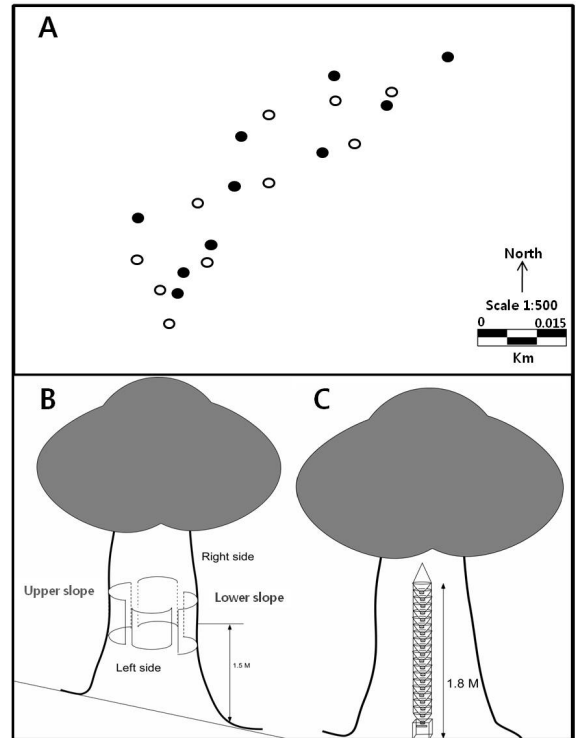 A
North
Scale 1:500
0 0.015
Km
B
Right side
Upper slope
Lower slope
Left side
1.5 M
C
1.8 M